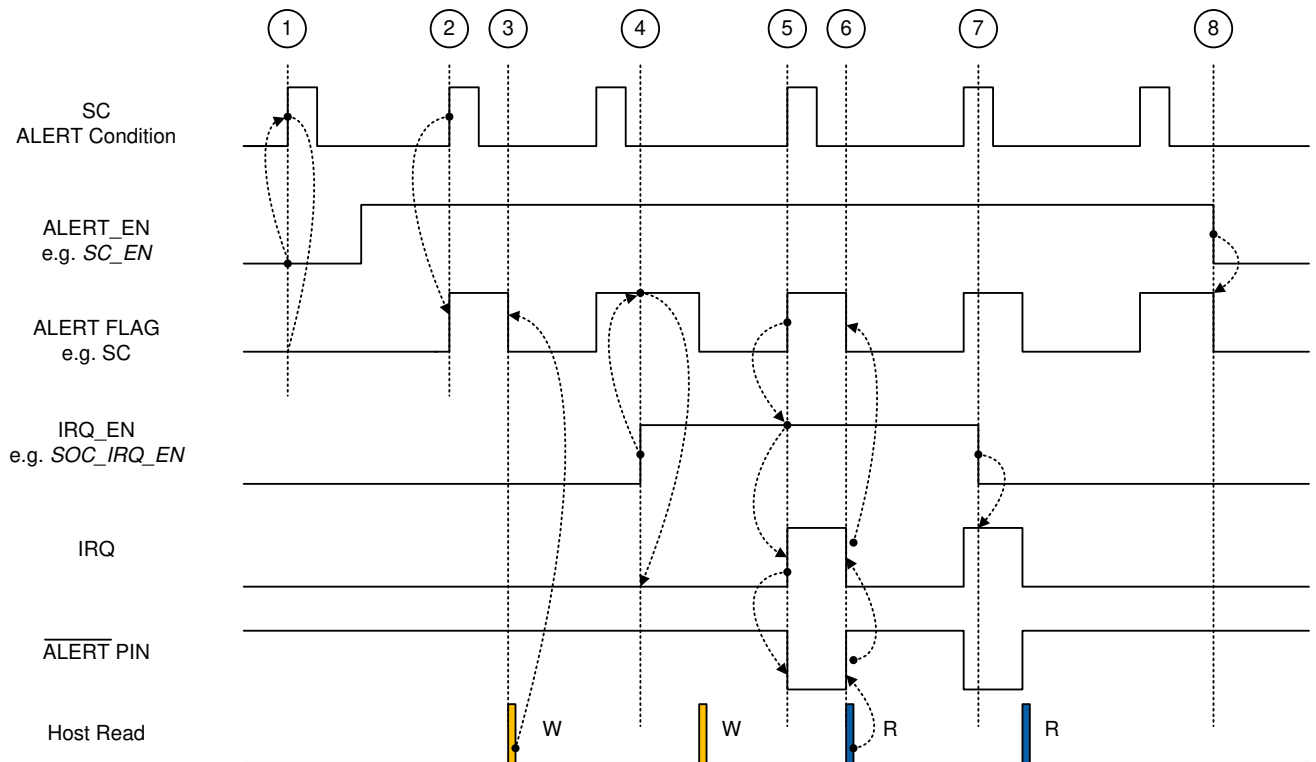 1 2 3 4 5 6 7 8
SC
ALERT Condition
ALERT_EN
e.g. SC_EN
ALERT FLAG
e.g. SC
IRQ_EN
e.g. SOC_IRQ_EN
IRQ
ALERT PIN
Host Read
W W R R